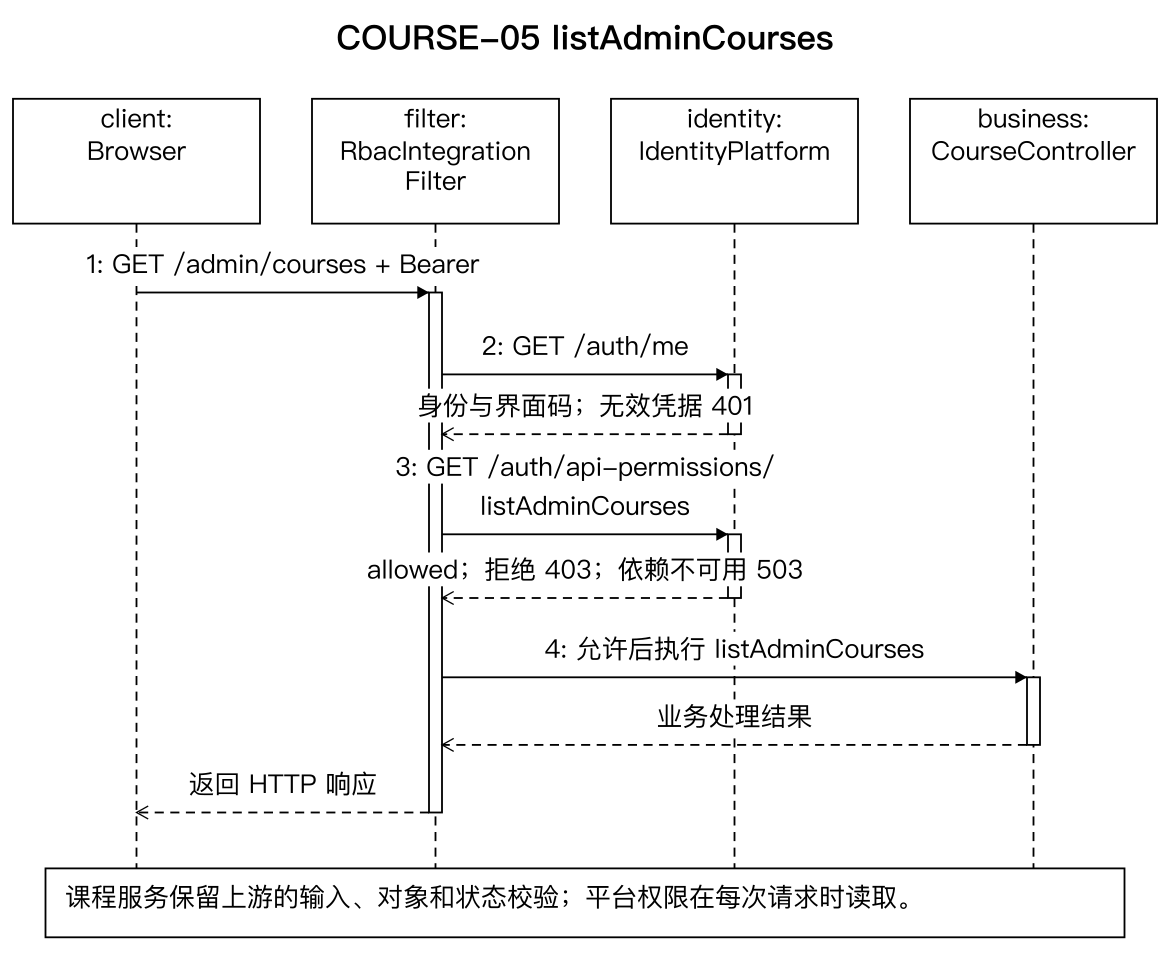 COURSE-05 listAdminCourses
client:
Browser
filter:
RbacIntegration
Filter
identity:
IdentityPlatform
business:
CourseController
1: GET /admin/courses + Bearer
2: GET /auth/me
身份与界面码；无效凭据 401
3: GET /auth/api-permissions/
listAdminCourses
allowed；拒绝 403；依赖不可用 503
4: 允许后执行 listAdminCourses
业务处理结果
返回 HTTP 响应
课程服务保留上游的输入、对象和状态校验；平台权限在每次请求时读取。